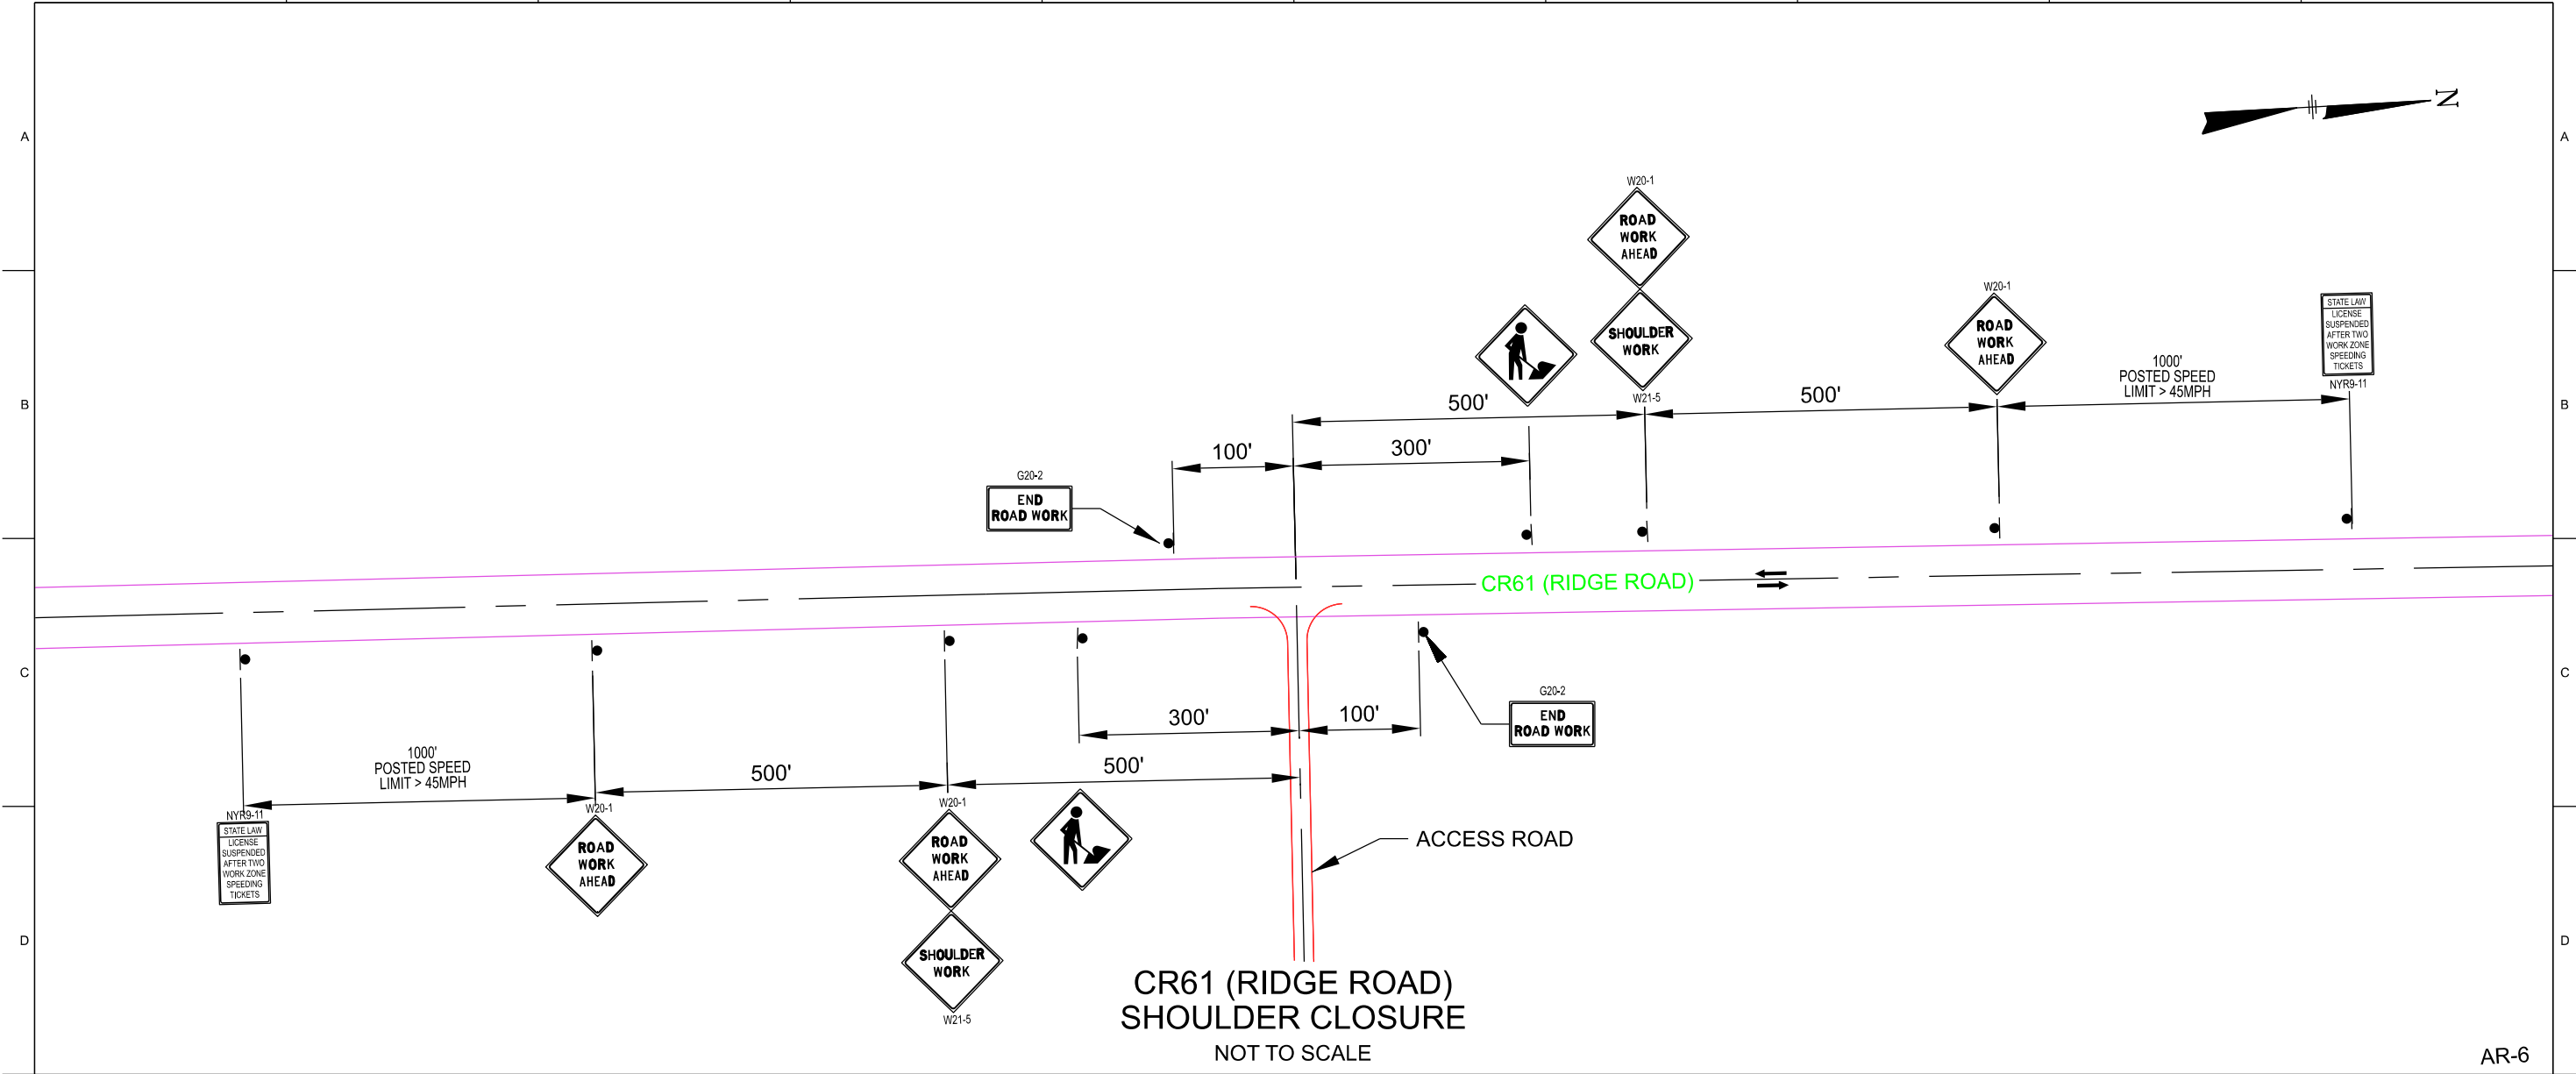 A
A
N
W20-1
ROAD
WORK
AHEAD
SHOULDER
WORK
W21-5
W20-1
ROAD
WORK
AHEAD
STATE LAW
LICENSE
SUSPENDED
AFTER TWO
WORK ZONE
SPEEDING
TICKETS
NYR9-11
1000'
POSTED SPEED
LIMIT > 45MPH
B
B
500'
500'
100'
300'
G20-2
END
ROAD WORK
CR61 (RIDGE ROAD)
C
C
300'
100'
G20-2
END
ROAD WORK
1000'
POSTED SPEED
LIMIT > 45MPH
500'
500'
NYR9-11
STATE LAW
LICENSE
SUSPENDED
AFTER TWO
WORK ZONE
SPEEDING
TICKETS
W20-1
ROAD
WORK
AHEAD
W20-1
ROAD
WORK
AHEAD
SHOULDER
WORK
W21-5
ACCESS ROAD
D
D
CR61 (RIDGE ROAD)
SHOULDER CLOSURE
NOT TO SCALE
AR-6